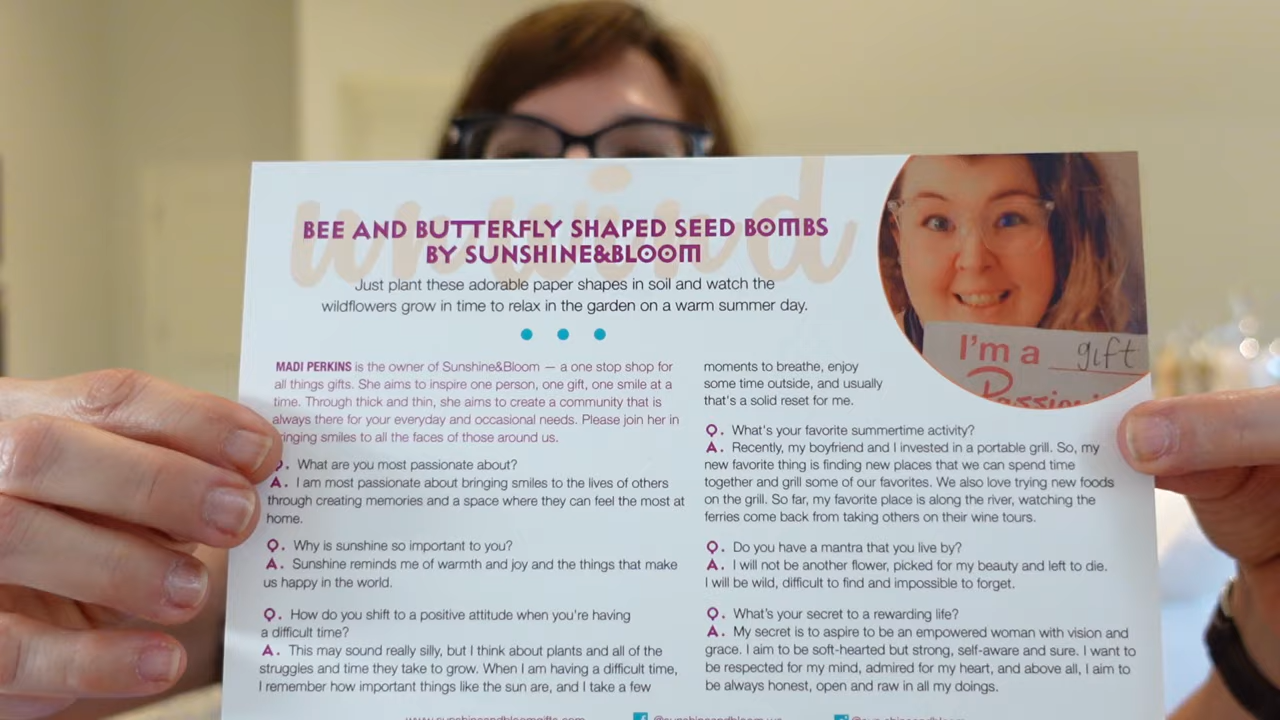 unwind
BEE AND BUTTERFLY SHAPED SEED BOMBS
BY SUNSHINE&BLOOM
Just plant these adorable paper shapes in soil and watch the
wildflowers grow in time to relax in the garden on a warm summer day.
I'm a gift
MADI PERKINS is the owner of Sunshine&Bloom — a one stop shop for
all things gifts. She aims to inspire one person, one gift, one smile at a
time. Through thick and thin, she aims to create a community that is
always there for your everyday and occasional needs. Please join her in
ringing smiles to all the faces of those around us.
Q. What are you most passionate about?
A. I am most passionate about bringing smiles to the lives of others
through creating memories and a space where they can feel the most at
home.
Q. Why is sunshine so important to you?
A. Sunshine reminds me of warmth and joy and the things that make
us happy in the world.
Q. How do you shift to a positive attitude when you're having
a difficult time?
A. This may sound really silly, but I think about plants and all of the
struggles and time they take to grow. When I am having a difficult time,
I remember how important things like the sun are, and I take a few
moments to breathe, enjoy
some time outside, and usually
that's a solid reset for me.
Q. What's your favorite summertime activity?
A. Recently, my boyfriend and I invested in a portable grill. So, my
new favorite thing is finding new places that we can spend time
together and grill some of our favorites. We also love trying new foods
on the grill. So far, my favorite place is along the river, watching the
ferries come back from taking others on their wine tours.
Q. Do you have a mantra that you live by?
A. I will not be another flower, picked for my beauty and left to die.
I will be wild, difficult to find and impossible to forget.
Q. What's your secret to a rewarding life?
A. My secret is to aspire to be an empowered woman with vision and
grace. I aim to be soft-hearted but strong, self-aware and sure. I want to
be respected for my mind, admired for my heart, and above all, I aim to
be always honest, open and raw in all my doings.